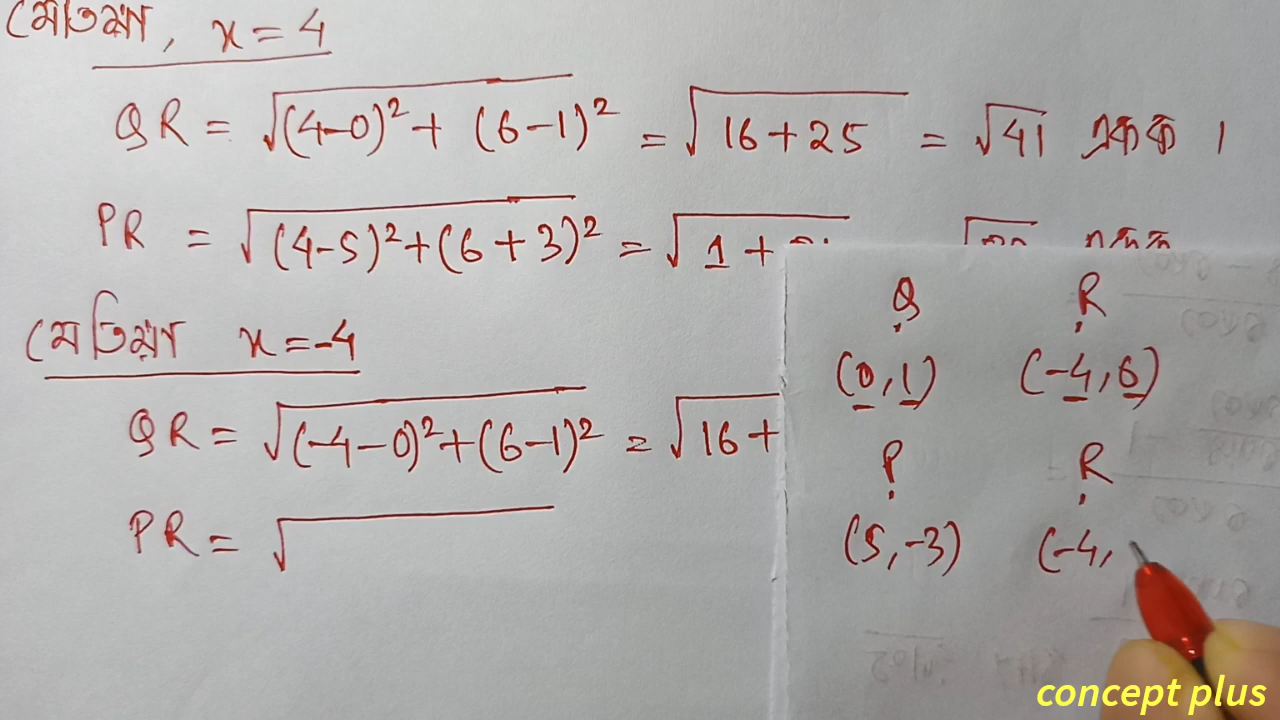 যেতিয়া, x = 4
QR = √(4-0)² + (6-1)² = √16+25 = √41 একক ।
PR = √(4-5)²+(6+3)² = √1 +
যেতিয়া x = -4
QR = √(-4-0)²+(6-1)² = √16+
PR = √
Q R
(0,1) (-4,6)
P R
(5,-3) (-4,
concept plus